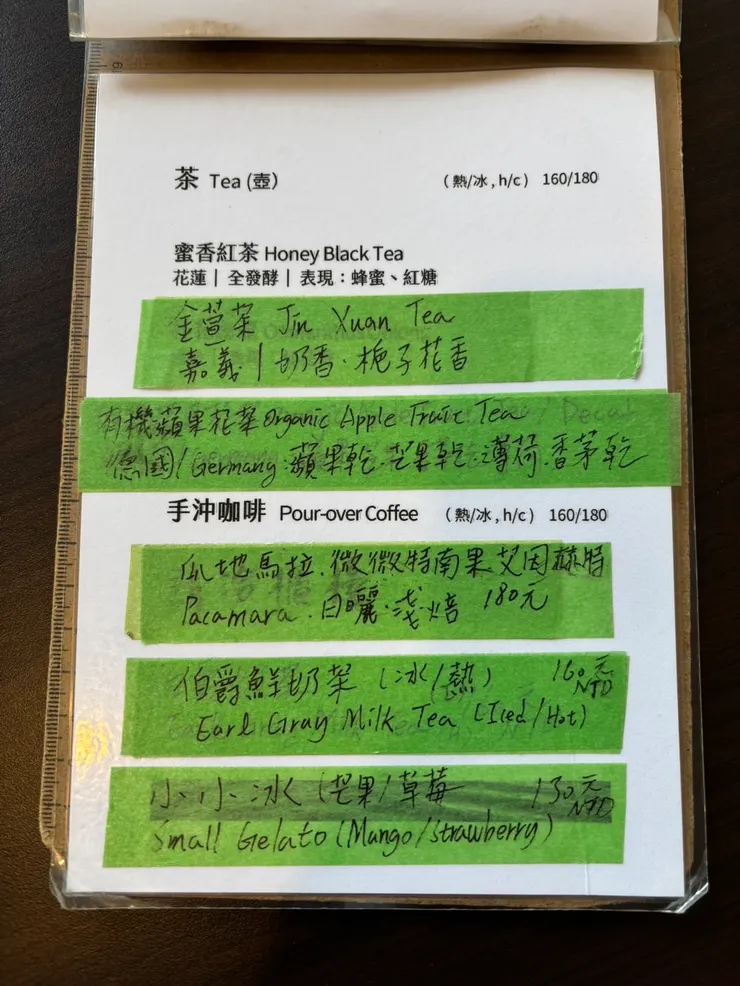 茶 Tea (壺) (熱/冰, h/c) 160/180
蜜香紅茶 Honey Black Tea
花蓮 | 全發酵 | 表現：蜂蜜、紅糖
金萱茶 Jin Xuan Tea
嘉義 | 奶香．梔子花香
有機蘋果花茶 Organic Apple Fruit Tea / Decaf
德國/Germany：蘋果乾．芒果乾．薄荷．香茅乾
手沖咖啡 Pour-over Coffee (熱/冰, h/c) 160/180
瓜地馬拉．微微特南果．艾茵赫特
Pacamara．日曬．淺焙 180元
伯爵鮮奶茶 (冰/熱) 160元 NTD
Earl Gray Milk Tea (Iced/Hot)
小小冰 (芒果/草莓 130元 NTD
Small Gelato (Mango/Strawberry)